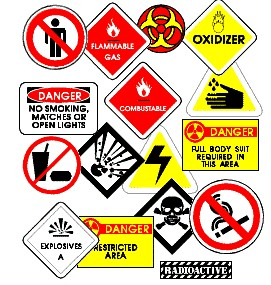 FLAMMABLE
GAS
OXIDIZER
DANGER
NO SMOKING,
MATCHES OR
OPEN LIGHTS
COMBUSTABLE
DANGER
FULL BODY SUIT
REQUIRED IN
THIS AREA
EXPLOSIVES
A
DANGER
RESTRICTED
AREA
RADIOACTIVE